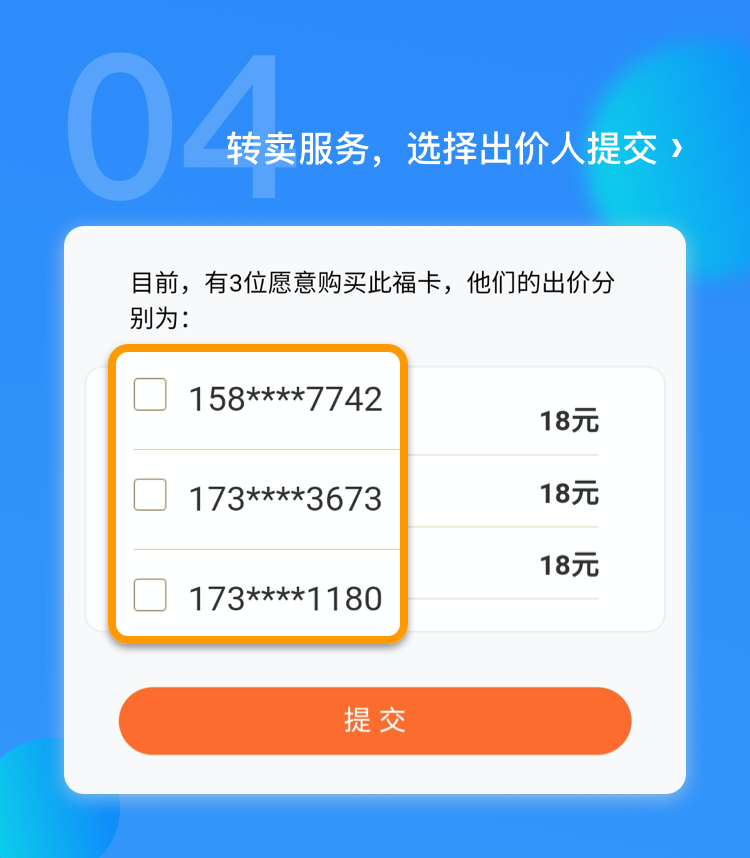 04
转卖服务，选择出价人提交 ›
目前，有3位愿意购买此福卡，他们的出价分
别为：
158****7742
18元
173****3673
18元
173****1180
18元
提交